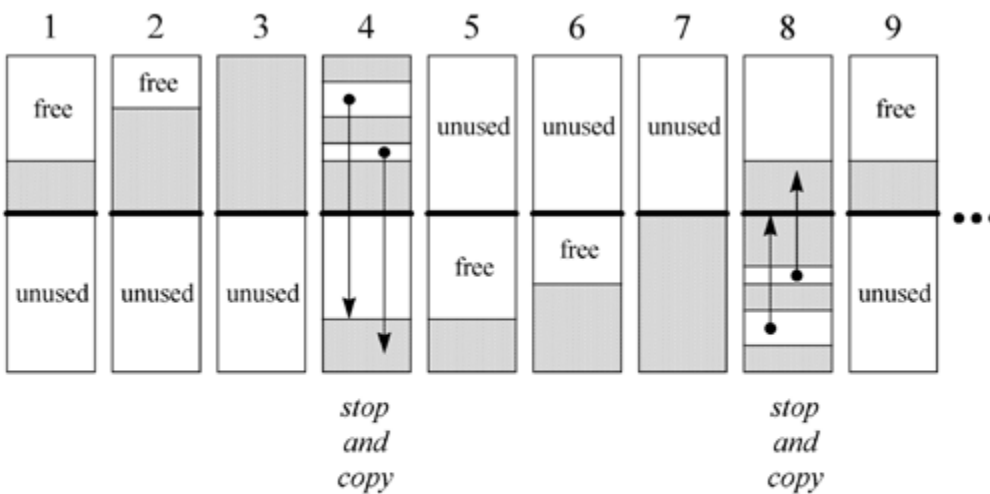 1 2 3 4 5 6 7 8 9
free free free
unused unused unused
free free
unused unused unused unused
•••
stop stop
and and
copy copy